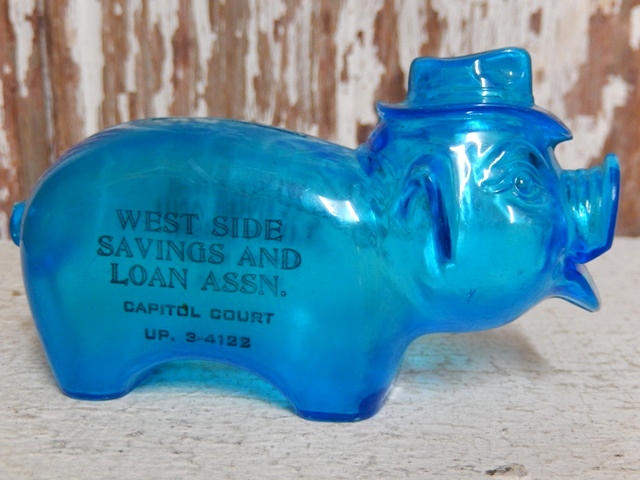 WEST SIDE
SAVINGS AND
LOAN ASSN.
CAPITOL COURT
UP. 3-4122